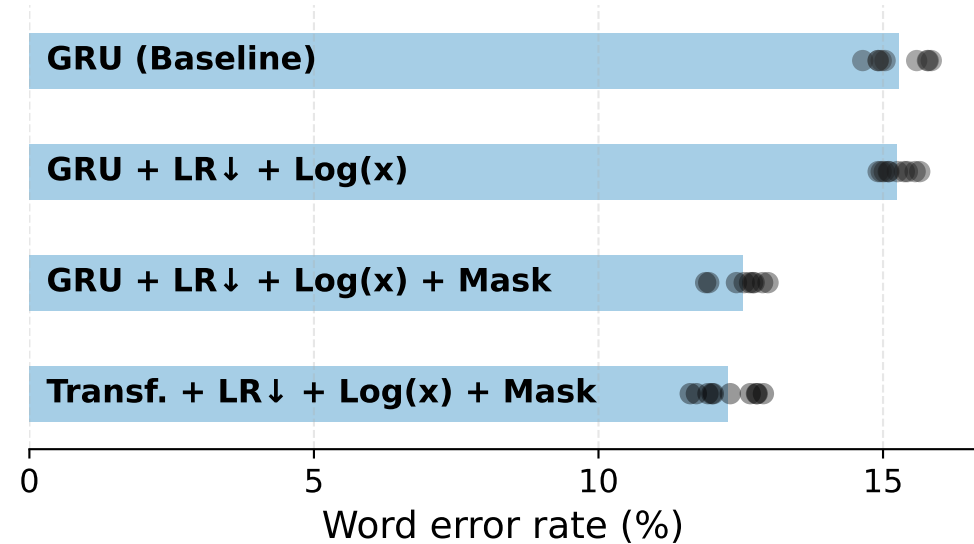 GRU (Baseline)
GRU + LR↓ + Log(x)
GRU + LR↓ + Log(x) + Mask
Transf. + LR↓ + Log(x) + Mask
0 5 10 15
Word error rate (%)